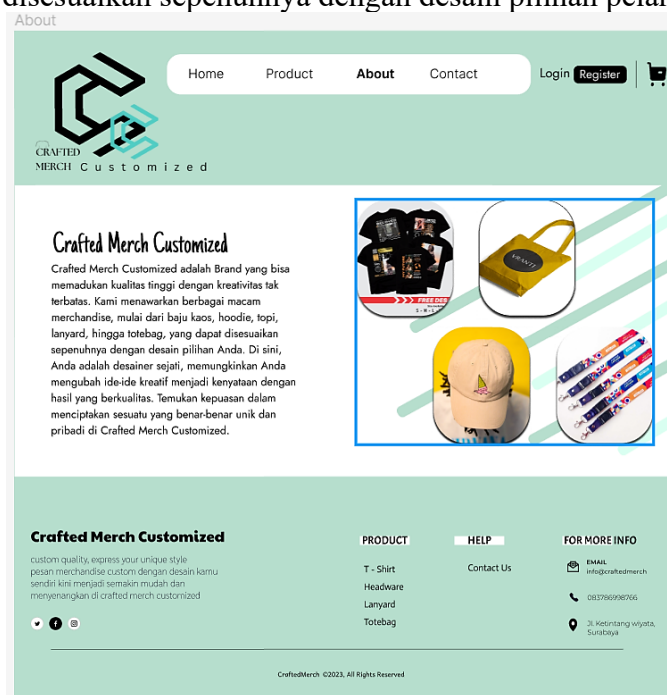 disesuaikan sepenuhnya dengan desain pilihan pelan
About
Home Product About Contact Login Register
CRAFTED
MERCH Customized
Crafted Merch Customized
Crafted Merch Customized adalah Brand yang bisa
memadukan kualitas tinggi dengan kreativitas tak
terbatas. Kami menawarkan berbagai macam
merchandise, mulai dari baju kaos, hoodie, topi,
lanyard, hingga totebag, yang dapat disesuaikan
sepenuhnya dengan desain pilihan Anda. Di sini,
Anda adalah desainer sejati, memungkinkan Anda
mengubah ide-ide kreatif menjadi kenyataan dengan
hasil yang berkualitas. Temukan kepuasan dalam
menciptakan sesuatu yang benar-benar unik dan
pribadi di Crafted Merch Customized.
FREE DES
Crafted Merch Customized
custom quality, express your unique style
pesan merchandise custom dengan desain kamu
sendiri kini menjadi semakin mudah dan
menyenangkan di crafted merch customized
PRODUCT
T - Shirt
Headware
Lanyard
Totebag
HELP
Contact Us
FOR MORE INFO
EMAIL
info@craftedmerch
083786998766
Jl. Ketintang wiyata,
Surabaya
CraftedMerch ©2023, All Rights Reserved